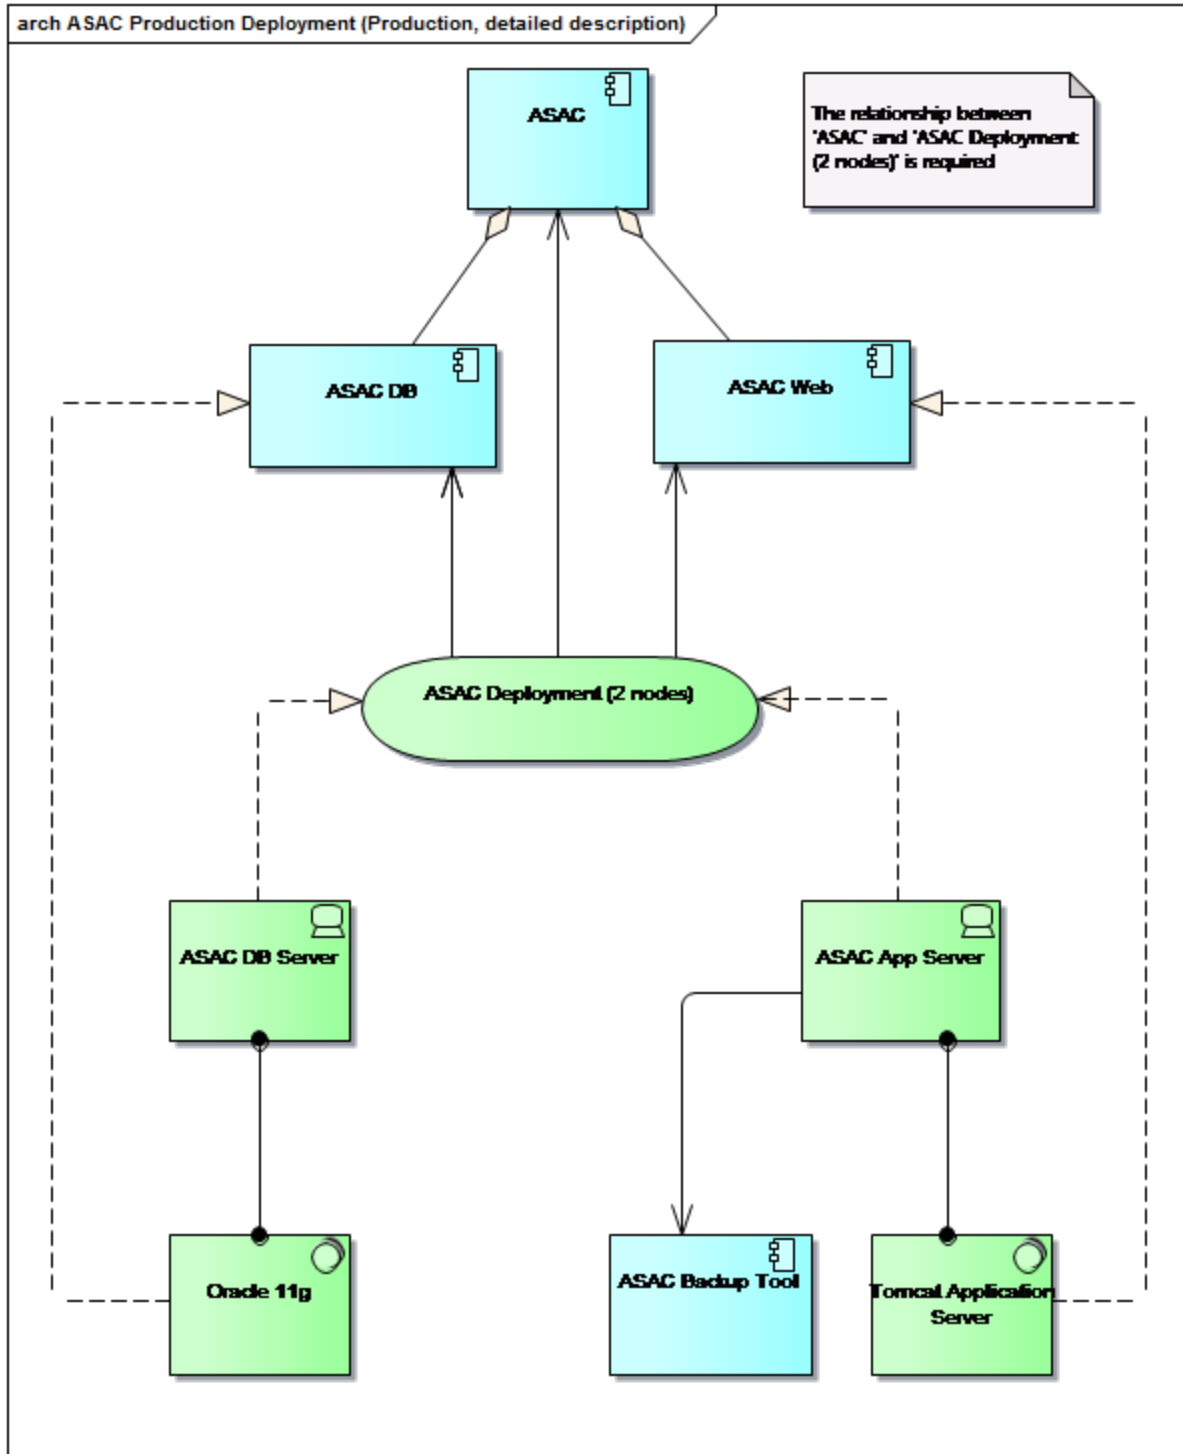 arch ASAC Production Deployment (Production, detailed description)
ASAC
The relationship between
'ASAC' and 'ASAC Deployment
(2 nodes)' is required
ASAC DB
ASAC Web
ASAC Deployment (2 nodes)
ASAC DB Server
ASAC App Server
Oracle 11g
ASAC Backup Tool
Tomcat Application
Server